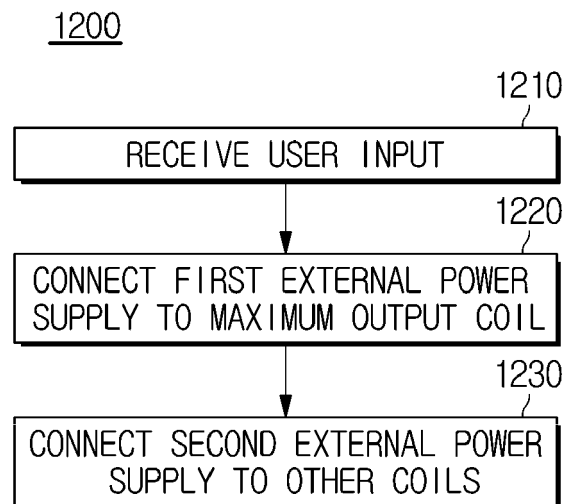 1200
1210
RECEIVE USER INPUT
1220
CONNECT FIRST EXTERNAL POWER
SUPPLY TO MAXIMUM OUTPUT COIL
1230
CONNECT SECOND EXTERNAL POWER
SUPPLY TO OTHER COILS